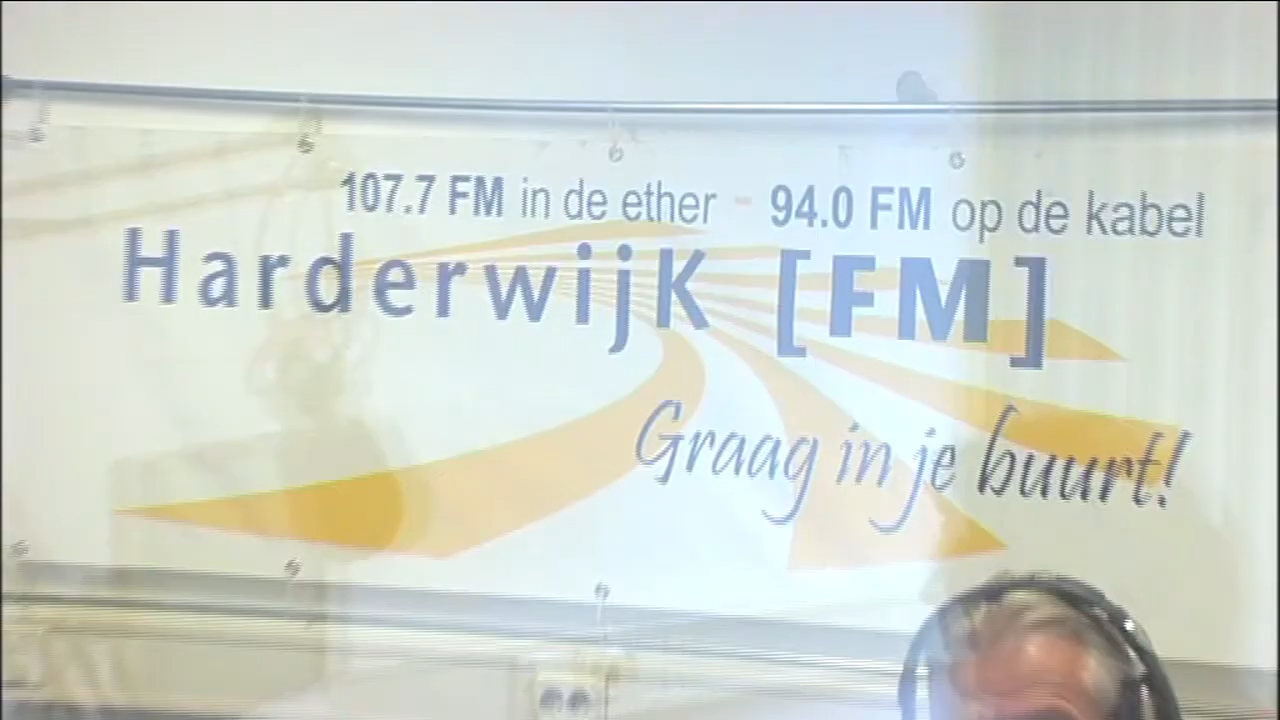 107.7 FM in de ether - 94.0 FM op de kabel
HarderwijK [FM]
Graag in je buurt!